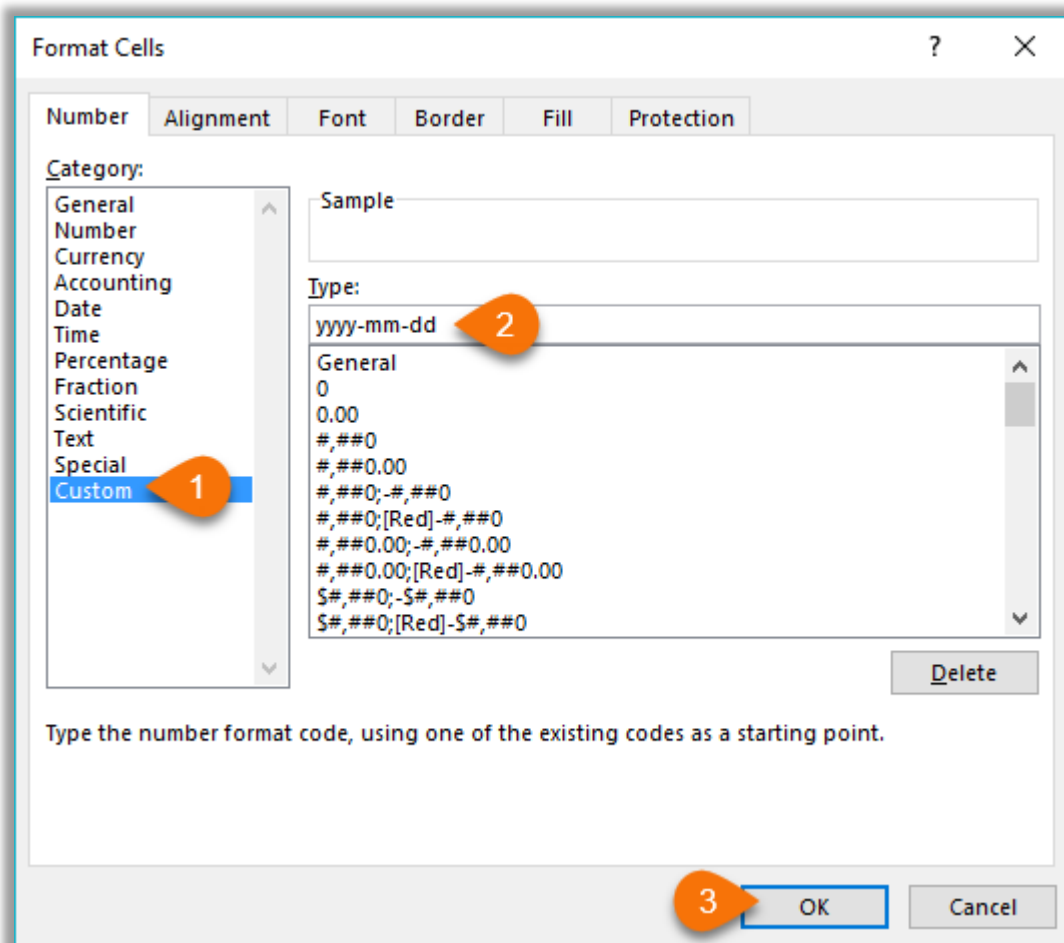 Format Cells ?
Number Alignment Font Border Fill Protection
Category:
General
Number
Currency
Accounting
Date
Time
Percentage
Fraction
Scientific
Text
Special
Custom
1
Sample
Type:
yyyy-mm-dd
2
General
0
0.00
#,##0
#,##0.00
#,##0;-#,##0
#,##0;[Red]-#,##0
#,##0.00;-#,##0.00
#,##0.00;[Red]-#,##0.00
$#,##0;-$#,##0
$#,##0;[Red]-$#,##0
Delete
Type the number format code, using one of the existing codes as a starting point.
3 OK Cancel